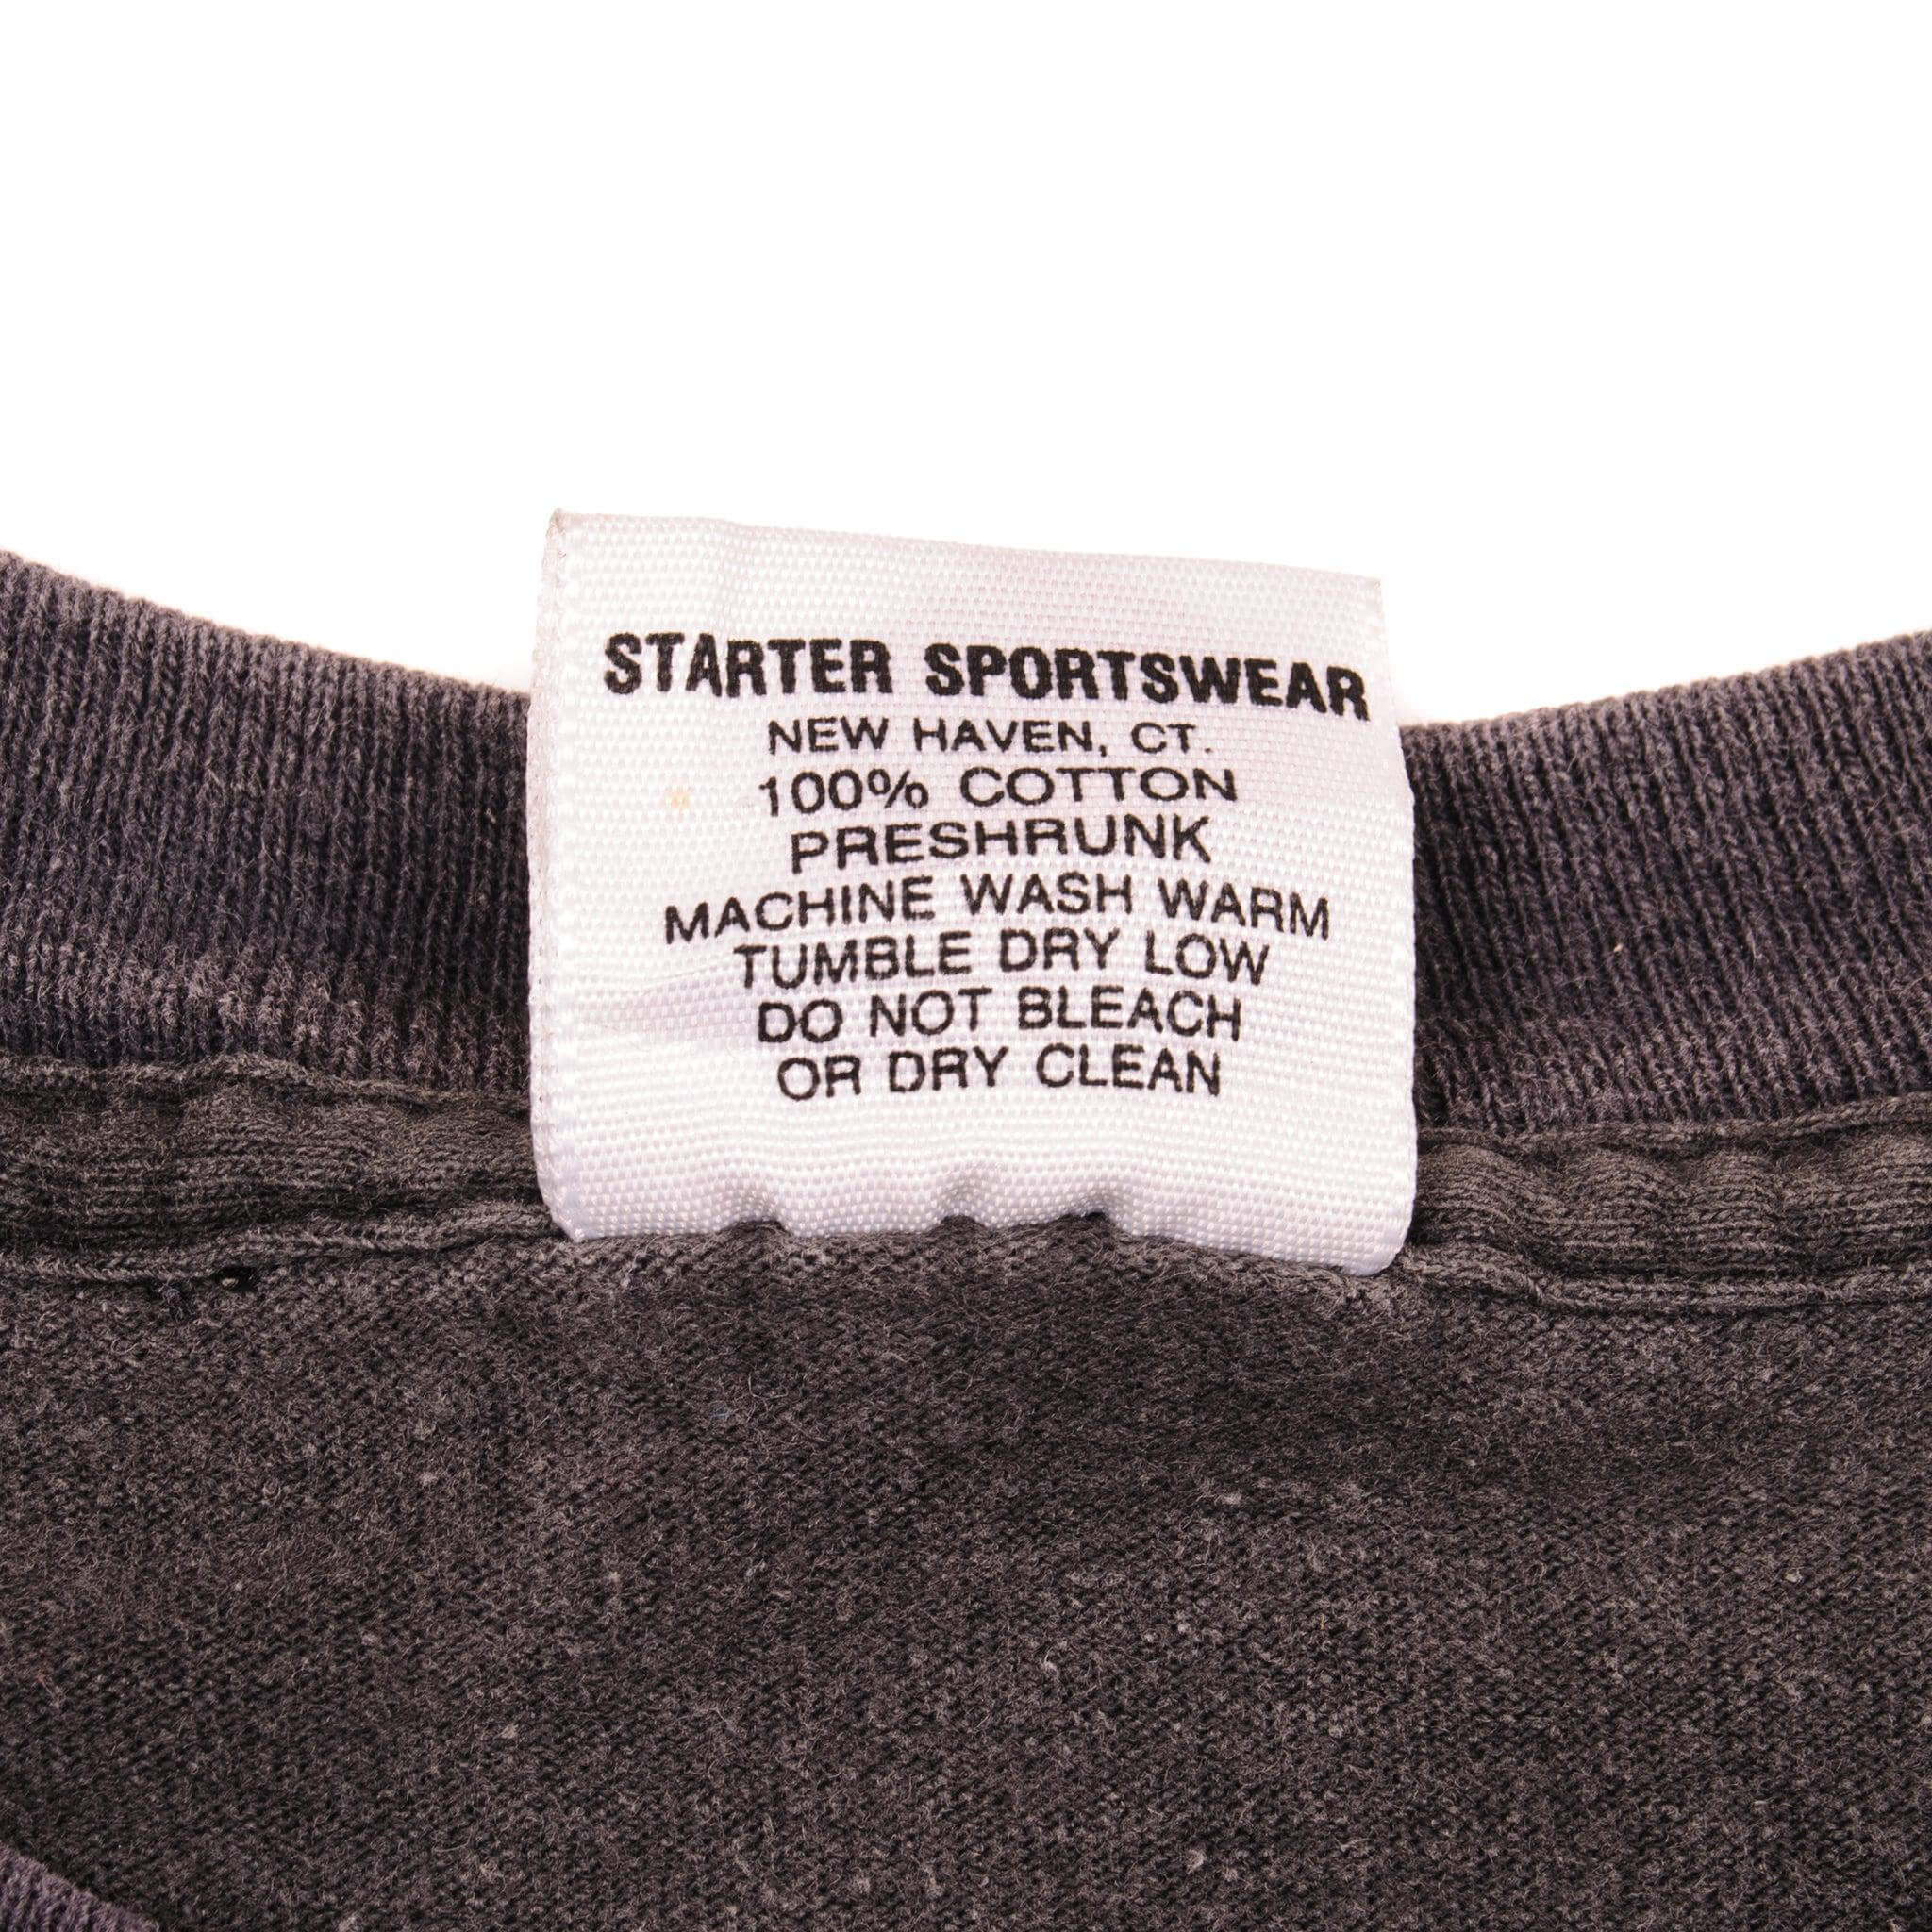 STARTER SPORTSWEAR
NEW HAVEN, CT.
100% COTTON
PRESHRUNK
MACHINE WASH WARM
TUMBLE DRY LOW
DO NOT BLEACH
OR DRY CLEAN